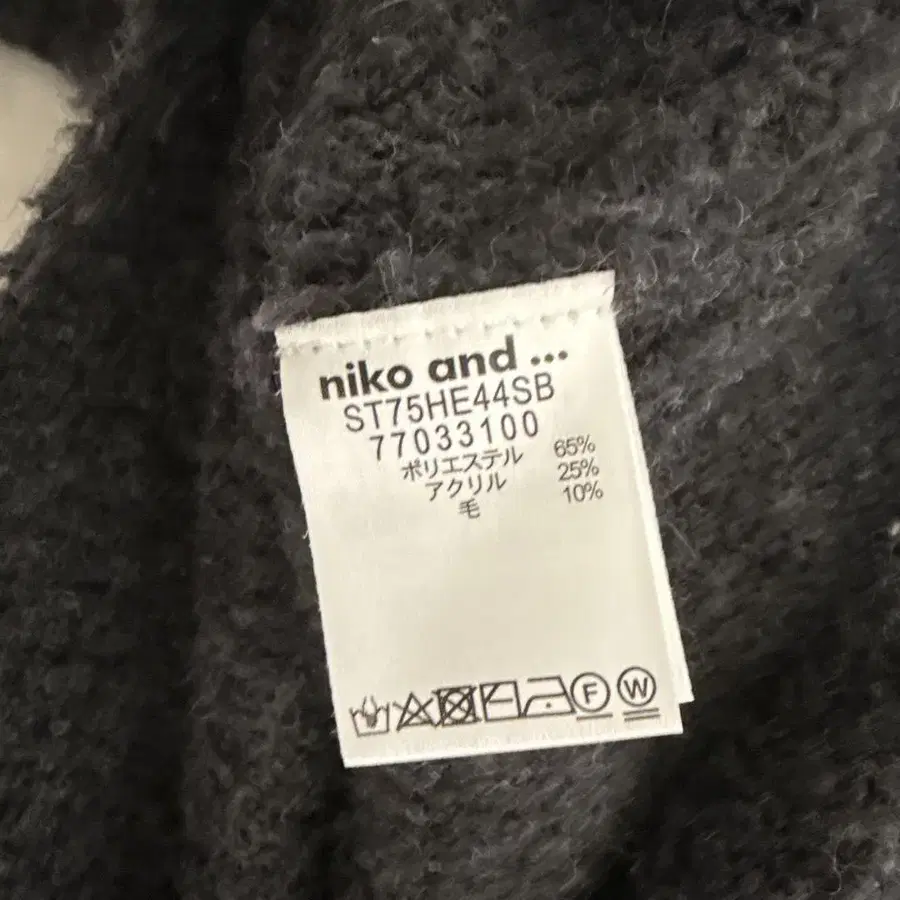 niko and ...
ST75HE44SB
77033100
ポリエステル 65%
アクリル 25%
毛 10%
F W